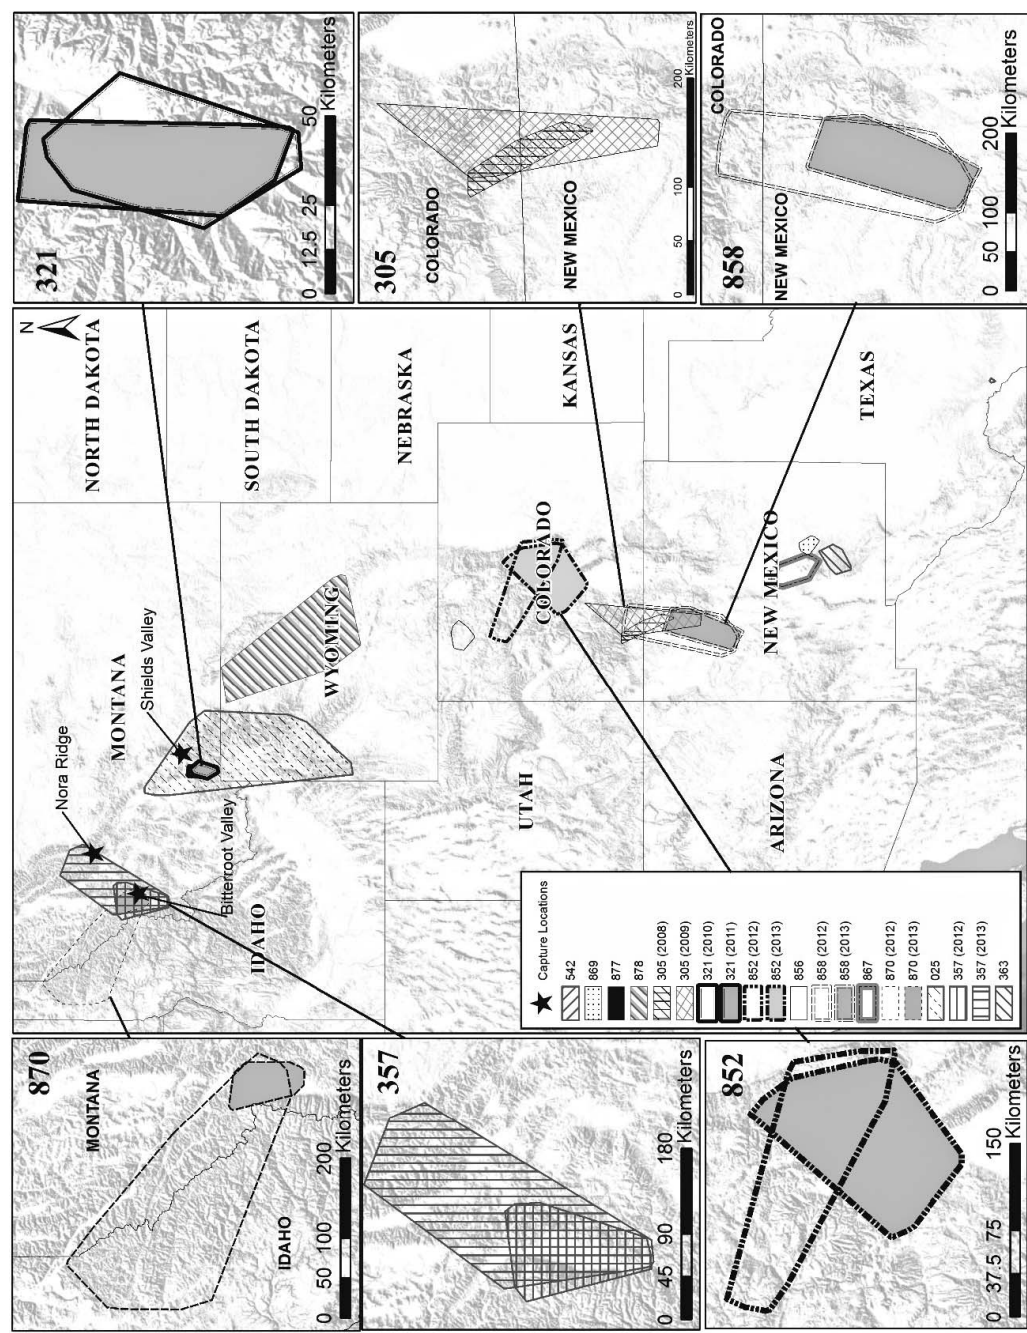 870
MONTANA
IDAHO
0 50 100 200
Kilometers
357
0 45 90 180
Kilometers
852
0 37.5 75 150
Kilometers
N
Nora Ridge
Shields Valley
Bitterroot Valley
MONTANA
NORTH DAKOTA
SOUTH DAKOTA
IDAHO
WYOMING
NEBRASKA
UTAH
COLORADO
KANSAS
ARIZONA
NEW MEXICO
TEXAS
Capture Locations
542
869
877
878
305 (2008)
305 (2009)
321 (2010)
321 (2011)
852 (2012)
852 (2013)
856
858 (2012)
858 (2013)
867
870 (2012)
870 (2013)
025
357 (2012)
357 (2013)
363
321
0 12.5 25 50
Kilometers
305
COLORADO
NEW MEXICO
0 50 100 200
Kilometers
858
COLORADO
NEW MEXICO
0 50 100 200
Kilometers